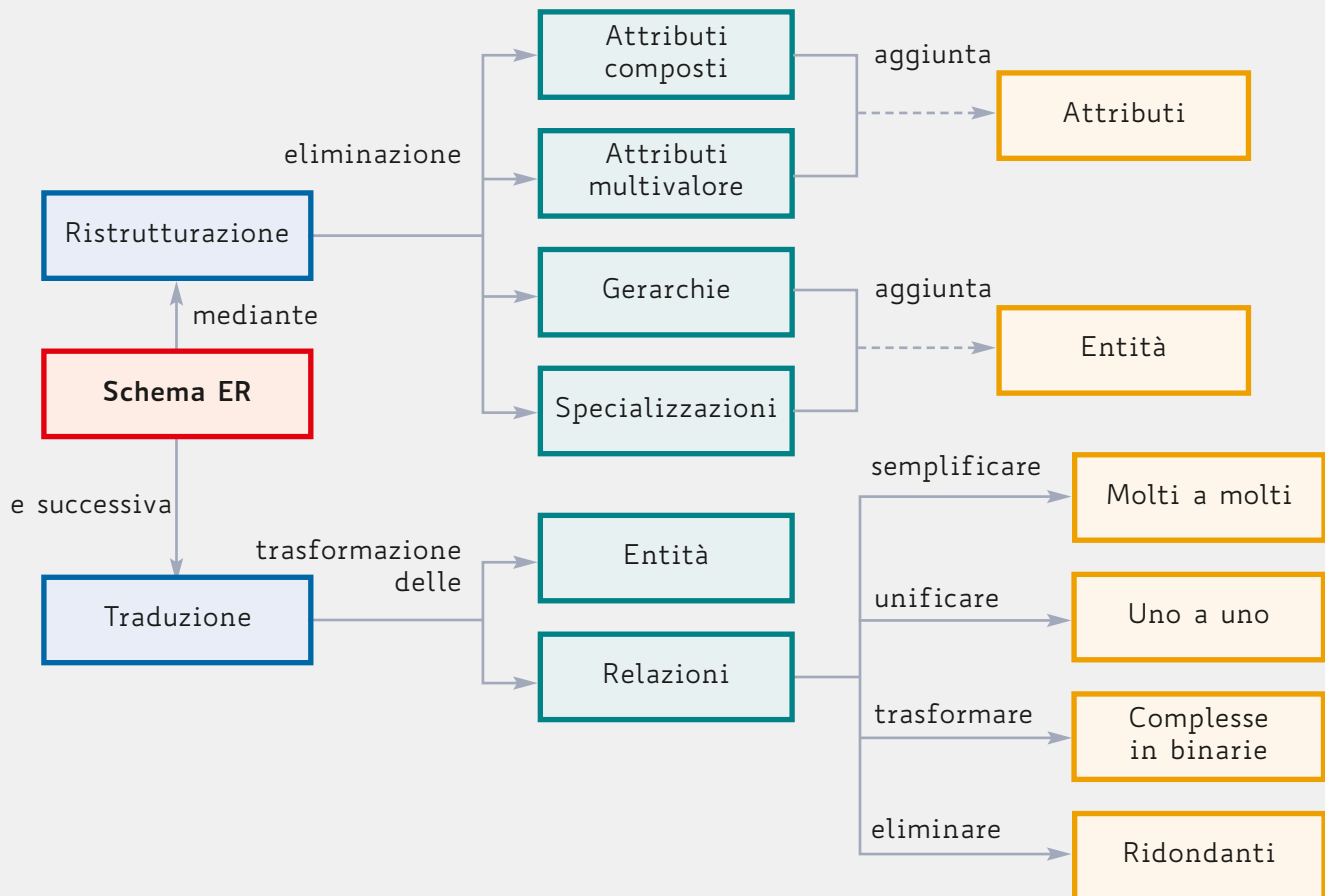 Attributi
composti
aggiunta
Attributi
eliminazione
Attributi
multivalore
Ristrutturazione
Gerarchie
aggiunta
mediante
Entità
Schema ER
Specializzazioni
semplificare
Molti a molti
e successiva
trasformazione
delle
Entità
Traduzione
unificare
Uno a uno
Relazioni
trasformare
Complesse
in binarie
eliminare
Ridondanti